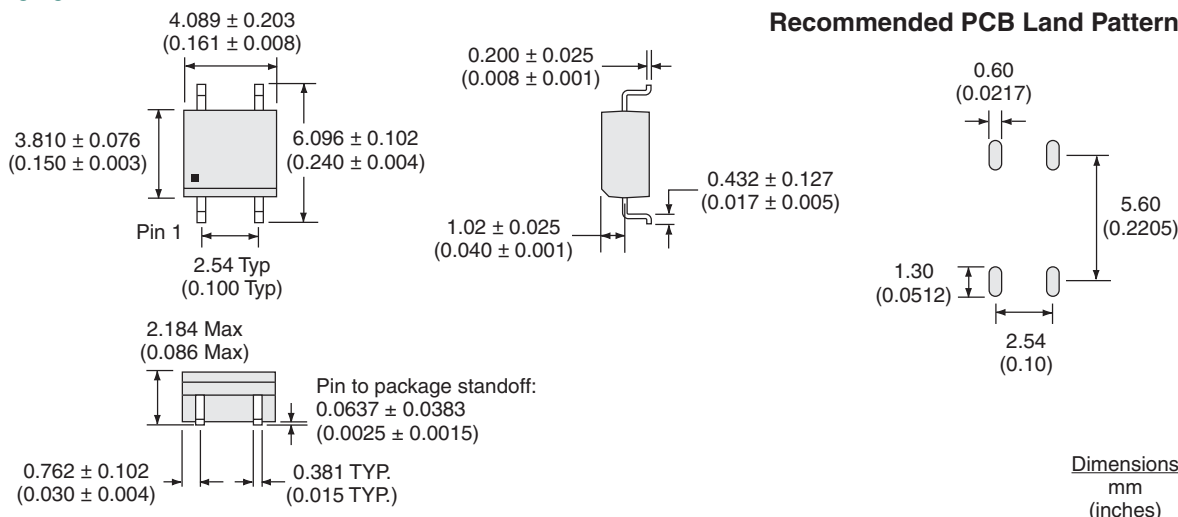 4.089 ± 0.203
(0.161 ± 0.008)
3.810 ± 0.076
(0.150 ± 0.003)
6.096 ± 0.102
(0.240 ± 0.004)
Pin 1
2.54 Typ
(0.100 Typ)
0.200 ± 0.025
(0.008 ± 0.001)
0.432 ± 0.127
(0.017 ± 0.005)
1.02 ± 0.025
(0.040 ± 0.001)
Recommended PCB Land Pattern
0.60
(0.0217)
5.60
(0.2205)
1.30
(0.0512)
2.54
(0.10)
2.184 Max
(0.086 Max)
Pin to package standoff:
0.0637 ± 0.0383
(0.0025 ± 0.0015)
0.762 ± 0.102
(0.030 ± 0.004)
0.381 TYP.
(0.015 TYP.)
Dimensions
mm
(inches)